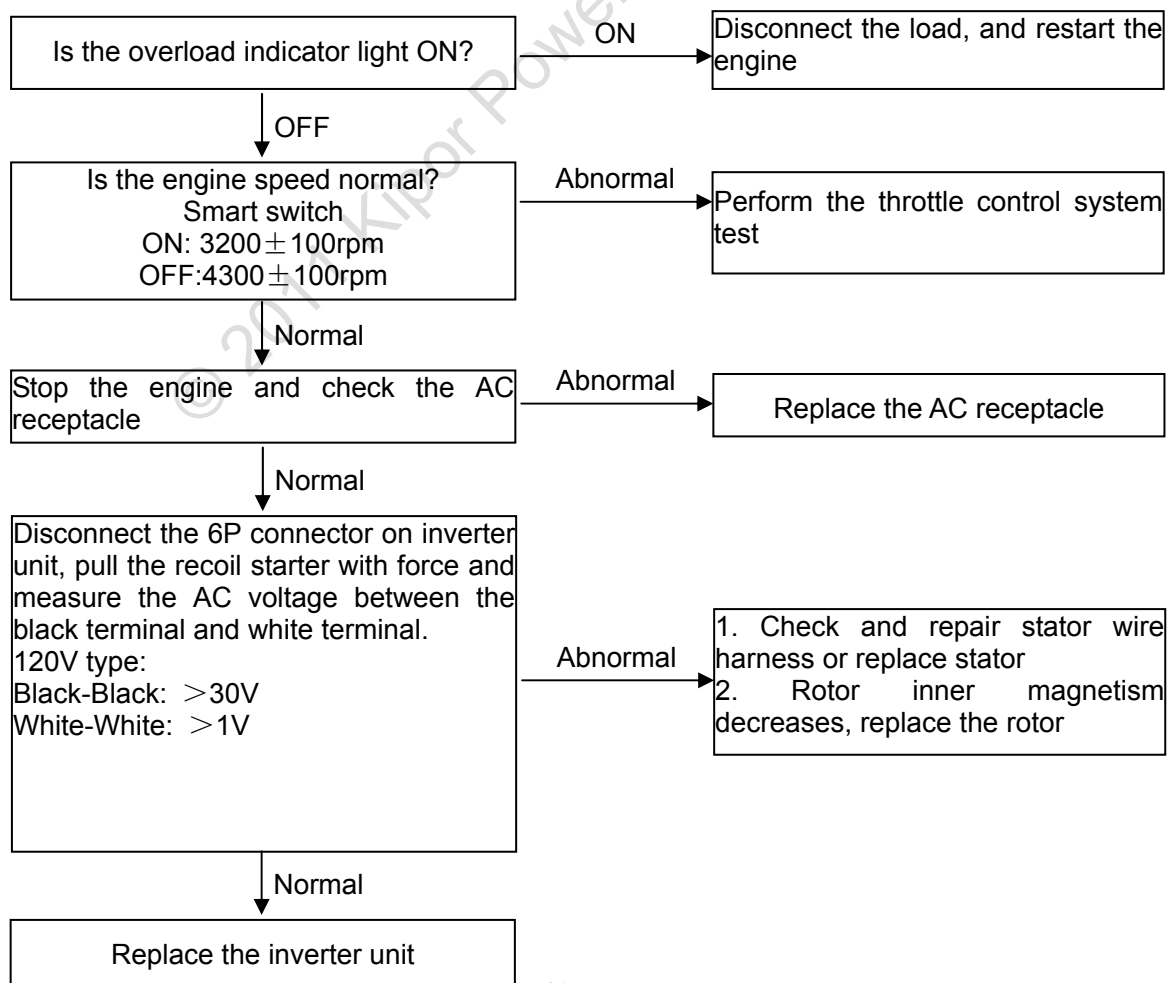 Is the overload indicator light ON?
ON
Disconnect the load, and restart the
engine
OFF
Is the engine speed normal?
Smart switch
ON: 3200±100rpm
OFF:4300±100rpm
Abnormal
Perform the throttle control system
test
Normal
Stop the engine and check the AC
receptacle
Abnormal
Replace the AC receptacle
Normal
Disconnect the 6P connector on inverter
unit, pull the recoil starter with force and
measure the AC voltage between the
black terminal and white terminal.
120V type:
Black-Black: >30V
White-White: >1V
Abnormal
1. Check and repair stator wire
harness or replace stator
2. Rotor inner magnetism
decreases, replace the rotor
Normal
Replace the inverter unit
© 2011 Kipor Power